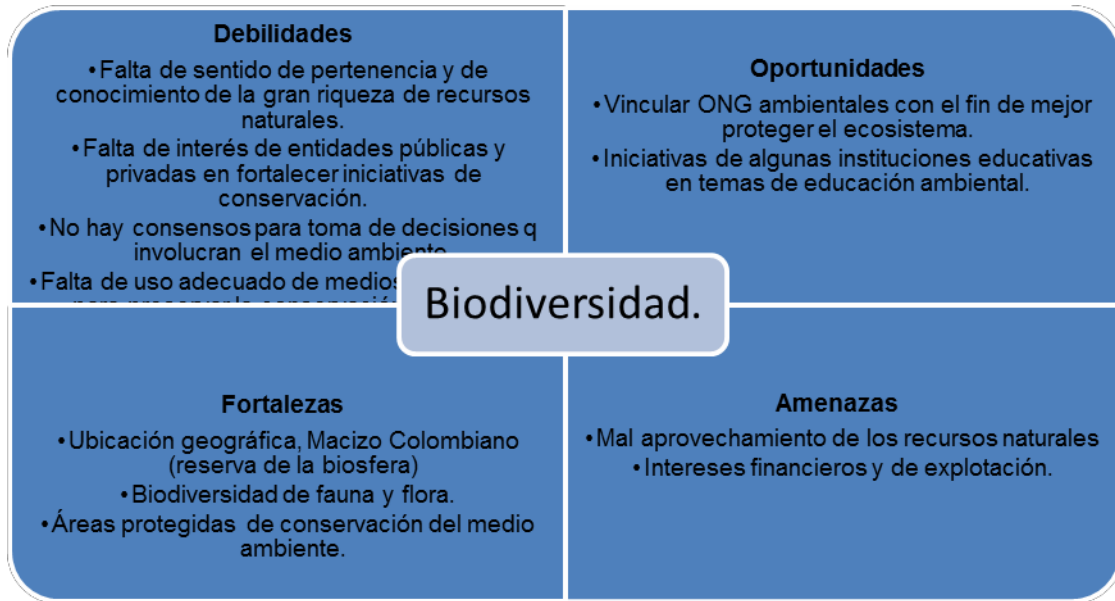 Debilidades
•Falta de sentido de pertenencia y de
conocimiento de la gran riqueza de recursos
naturales.
•Falta de interés de entidades públicas y
privadas en fortalecer iniciativas de
conservación.
•No hay consensos para toma de decisiones q
involucran el medio ambiente
•Falta de uso adecuado de medios
para preservar la conservación
Oportunidades
•Vincular ONG ambientales con el fin de mejor
proteger el ecosistema.
•Iniciativas de algunas instituciones educativas
en temas de educación ambiental.
Biodiversidad.
Fortalezas
•Ubicación geográfica, Macizo Colombiano
(reserva de la biosfera)
•Biodiversidad de fauna y flora.
•Áreas protegidas de conservación del medio
ambiente.
Amenazas
•Mal aprovechamiento de los recursos naturales
•Intereses financieros y de explotación.